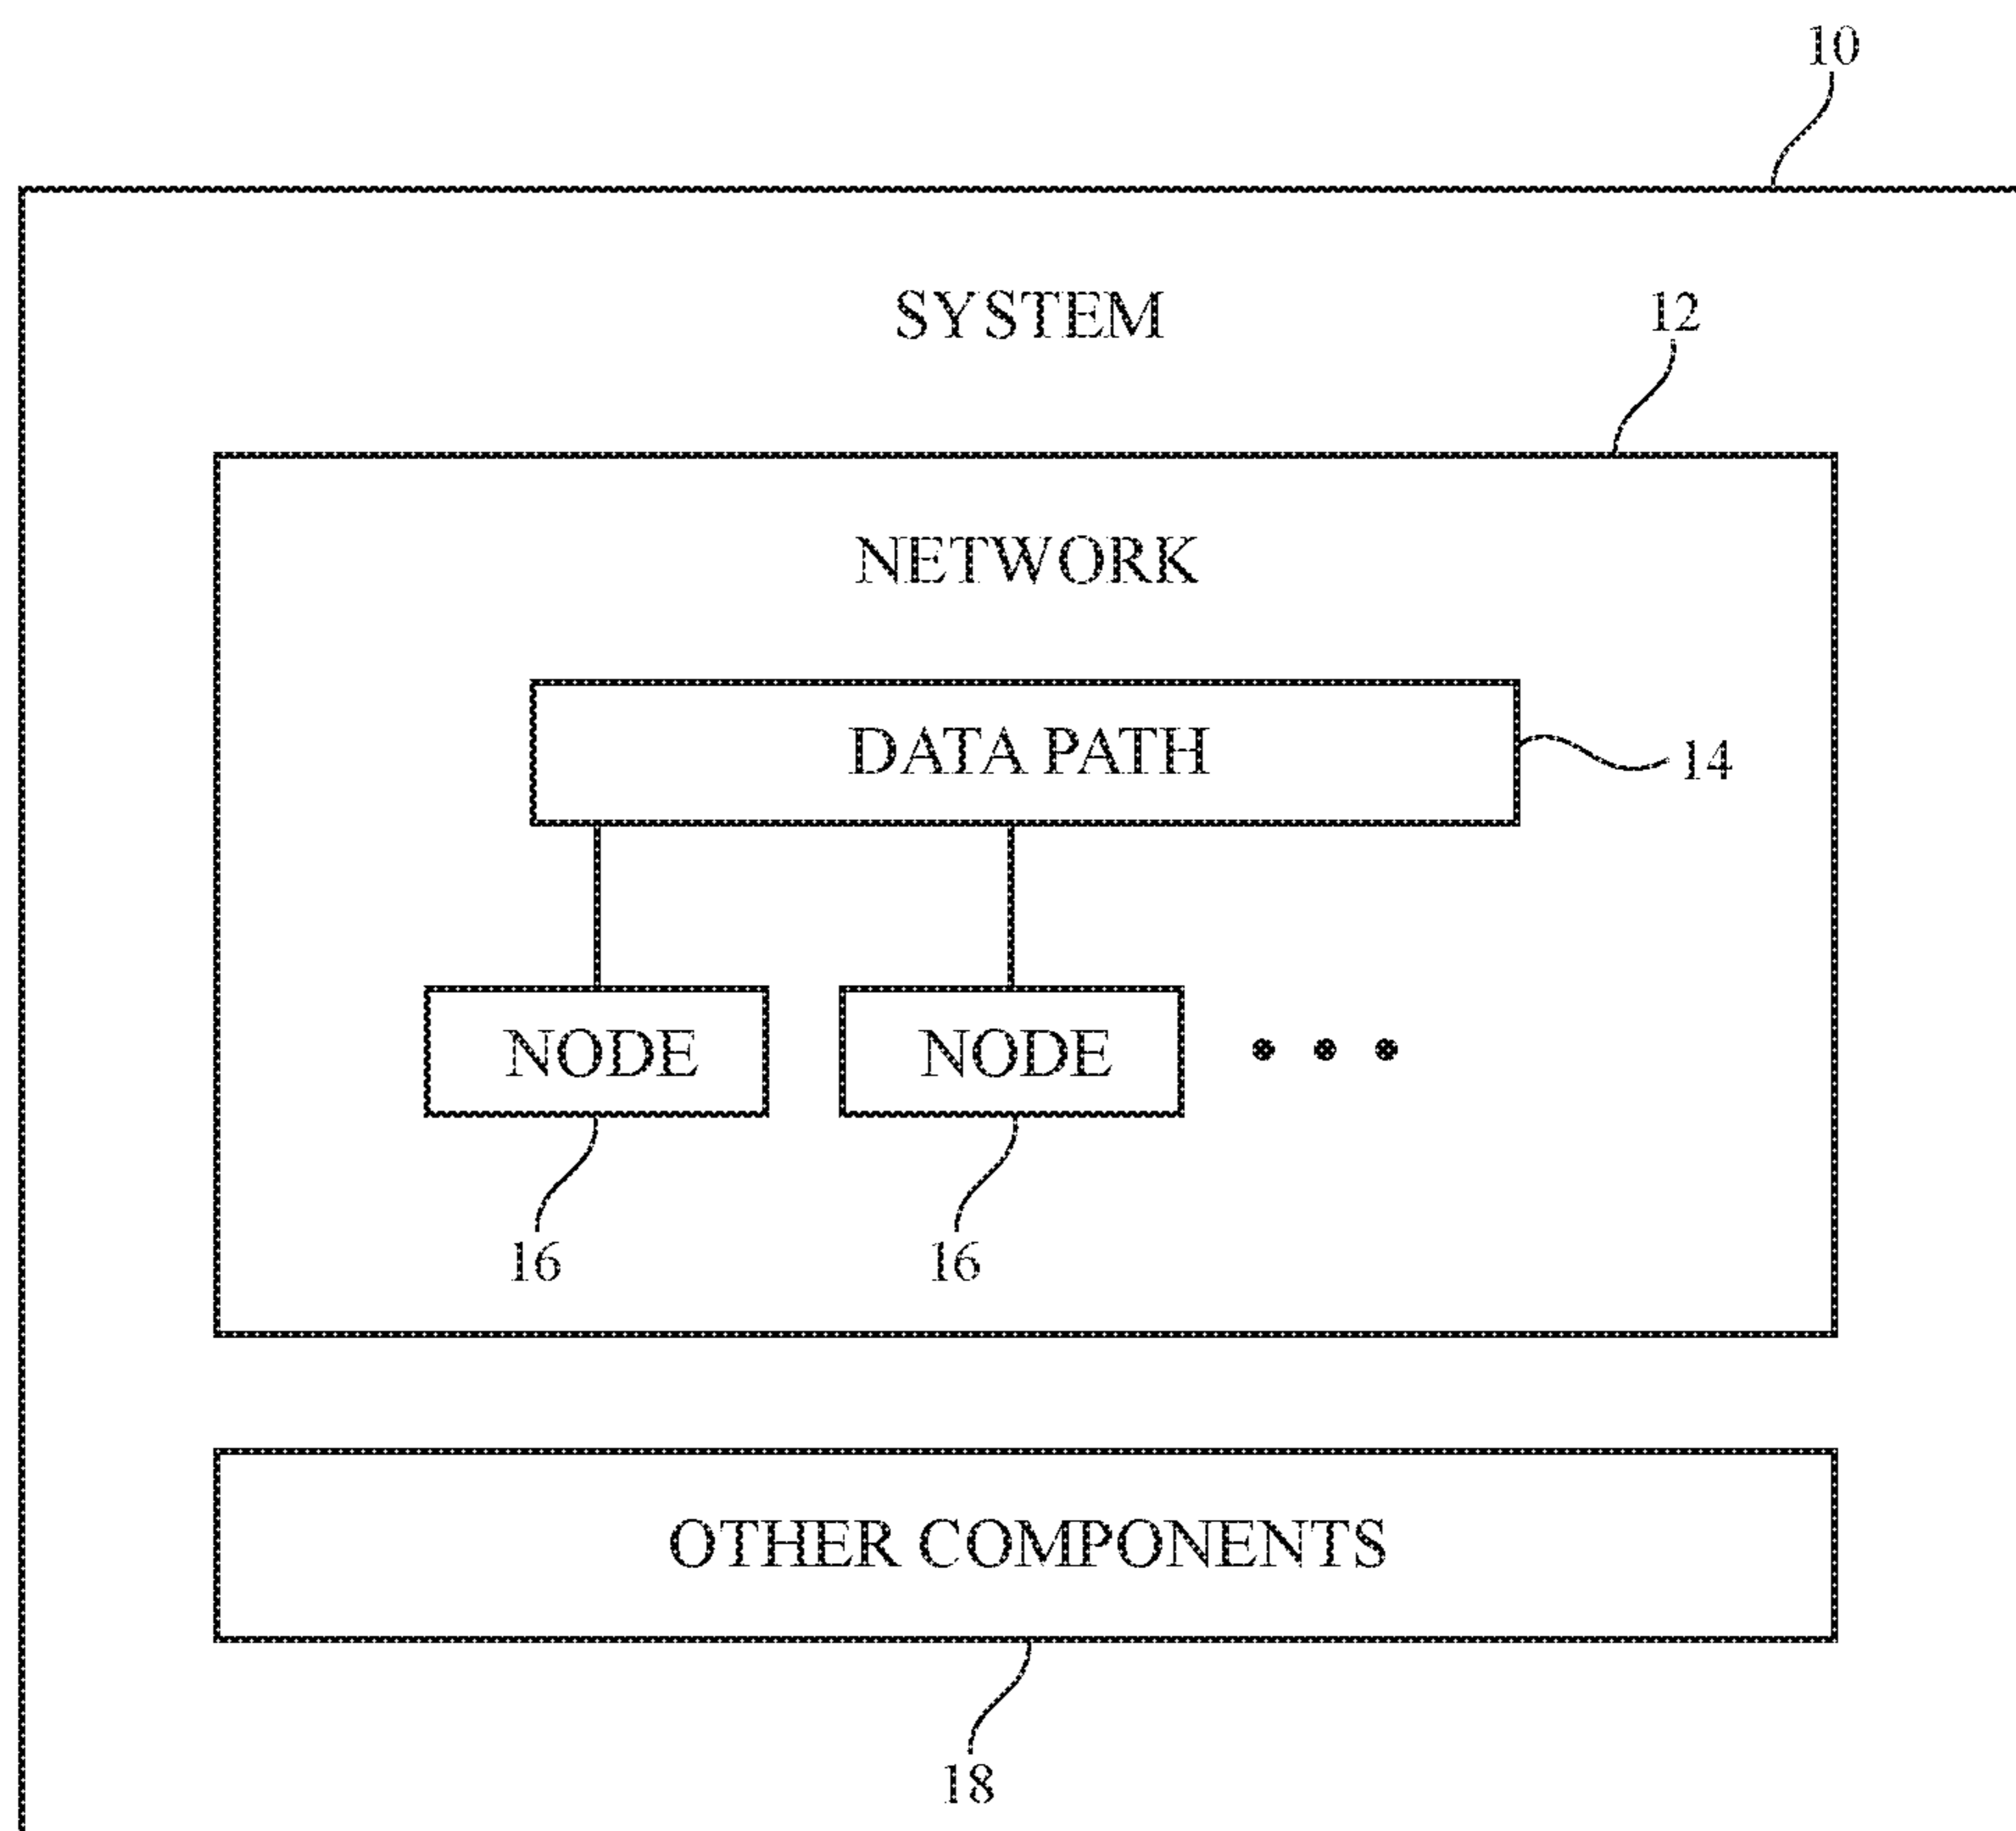 10
SYSTEM
12
NETWORK
DATA PATH
14
NODE NODE
16 16
OTHER COMPONENTS
18